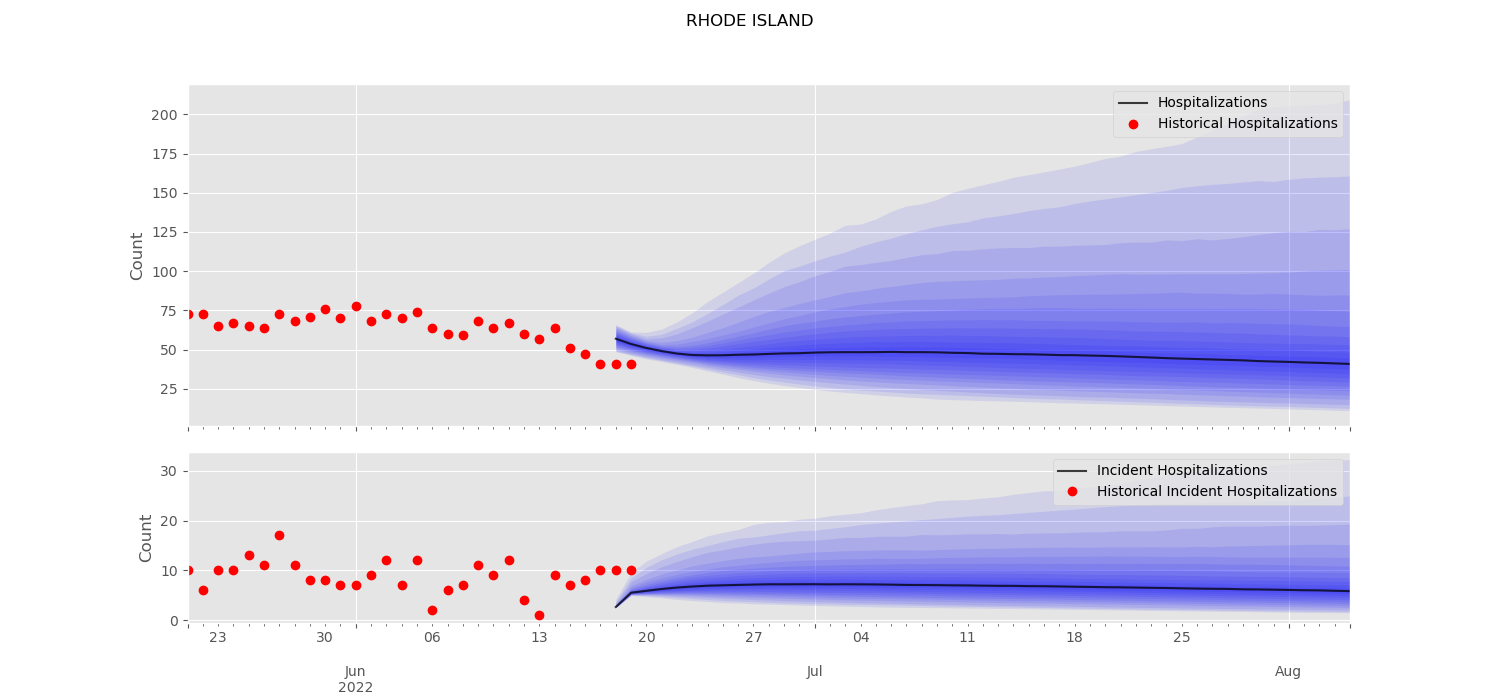 RHODE ISLAND
Hospitalizations
Historical Hospitalizations
Count
200
175
150
125
100
75
50
25
Incident Hospitalizations
Historical Incident Hospitalizations
Count
30
20
10
0
23 30 06 13 20 27 04 11 18 25
Jun Jul Aug
2022